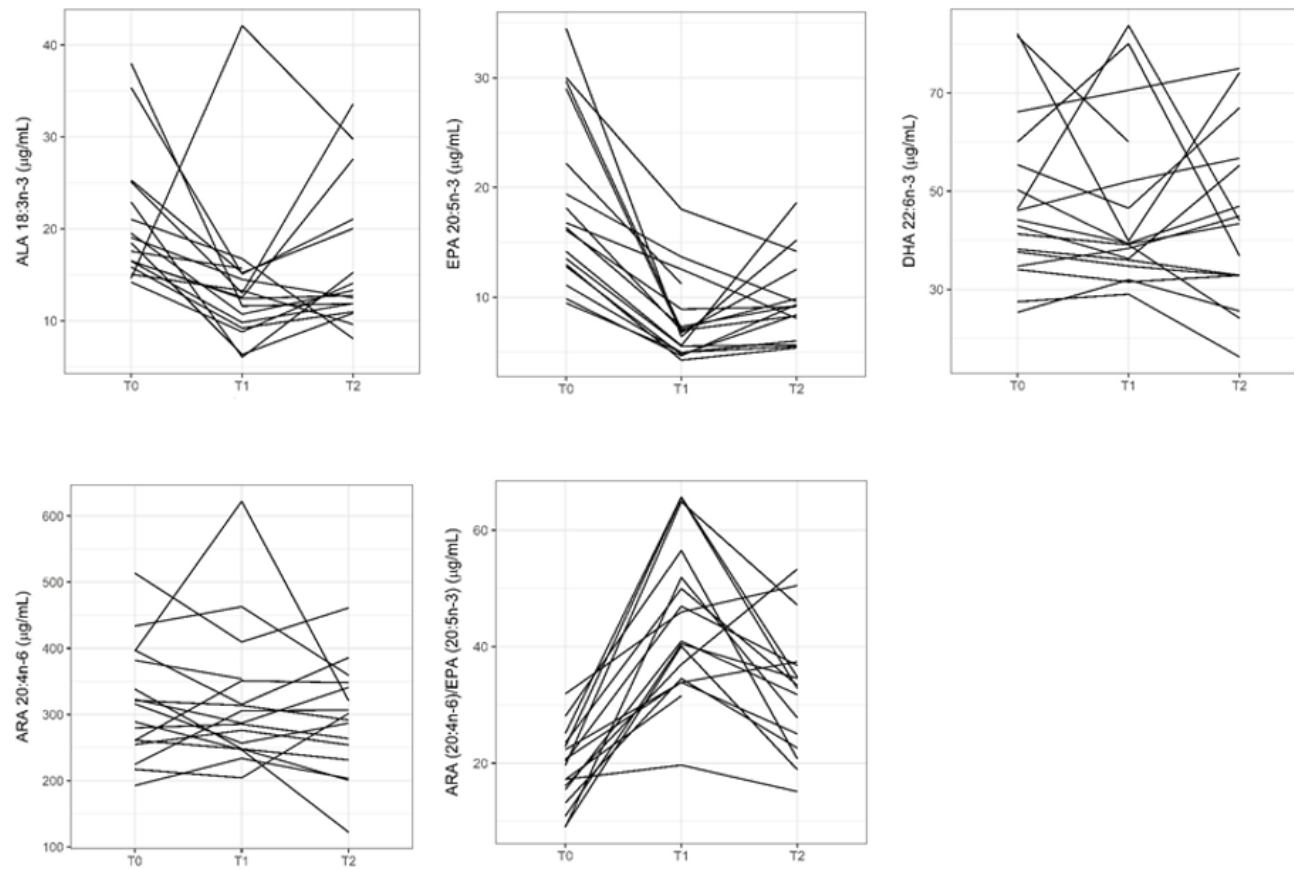 ALA 18:3n-3 (µg/mL)
40
30
20
10
T0 T1 T2
EPA 20:5n-3 (µg/mL)
30
20
10
T0 T1 T2
DHA 22:6n-3 (µg/mL)
70
50
30
T0 T1 T2
ARA 20:4n-6 (µg/mL)
600
500
400
300
200
100
T0 T1 T2
ARA (20:4n-6)/EPA (20:5n-3) (µg/mL)
60
40
20
T0 T1 T2